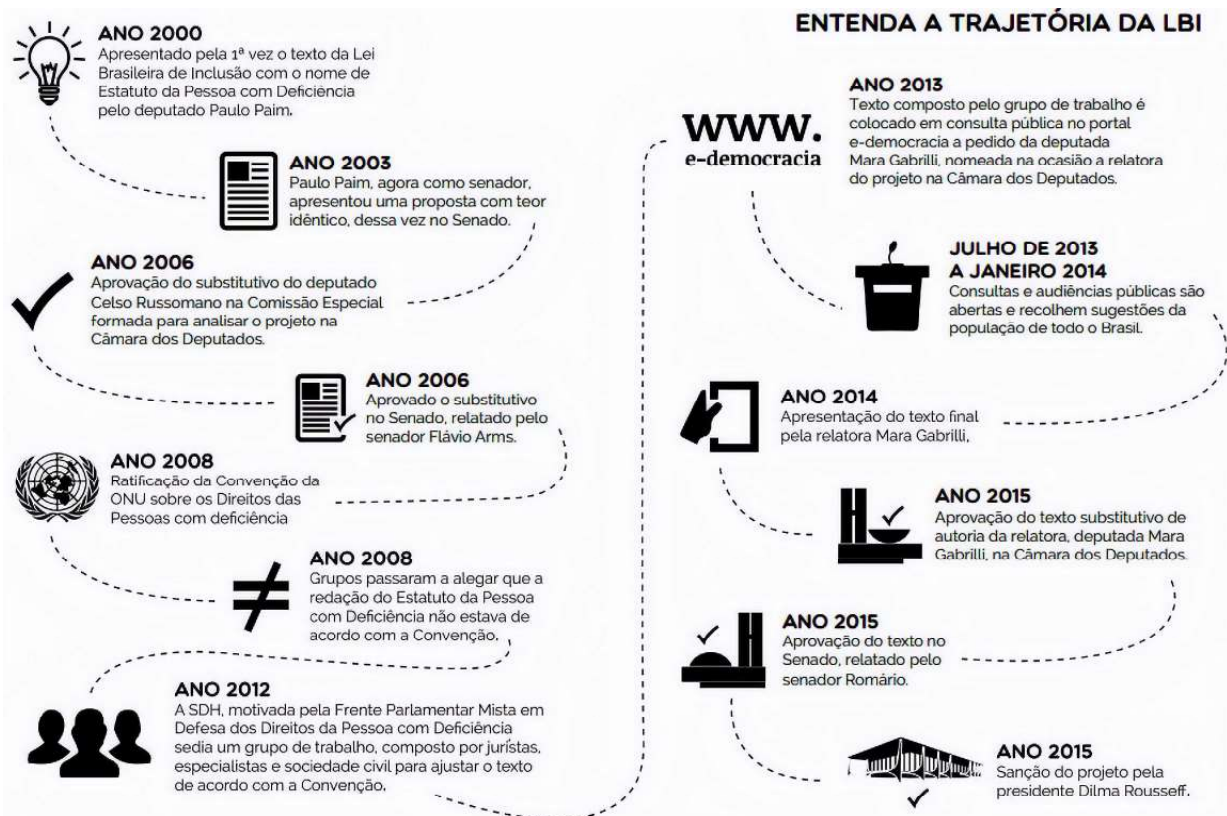 ENTENDA A TRAJETÓRIA DA LBI
ANO 2000
Apresentado pela 1ª vez o texto da Lei
Brasileira de Inclusão com o nome de
Estatuto da Pessoa com Deficiência
pelo deputado Paulo Paim.
ANO 2003
Paulo Paim, agora como senador,
apresentou uma proposta com teor
idêntico, dessa vez no Senado.
ANO 2006
Aprovação do substitutivo do deputado
Celso Russomano na Comissão Especial
formada para analisar o projeto na
Câmara dos Deputados.
ANO 2006
Aprovado o substitutivo
no Senado, relatado pelo
senador Flávio Arms.
ANO 2008
Ratificação da Convenção da
ONU sobre os Direitos das
Pessoas com deficiência
ANO 2008
Grupos passaram a alegar que a
redação do Estatuto da Pessoa
com Deficiência não estava de
acordo com a Convenção.
ANO 2012
A SDH, motivada pela Frente Parlamentar Mista em
Defesa dos Direitos da Pessoa com Deficiência
sedia um grupo de trabalho, composto por juristas,
especialistas e sociedade civil para ajustar o texto
de acordo com a Convenção.
www.
e-democracia
ANO 2013
Texto composto pelo grupo de trabalho é
colocado em consulta pública no portal
e-democracia a pedido da deputada
Mara Gabrilli, nomeada na ocasião a relatora
do projeto na Câmara dos Deputados.
JULHO DE 2013
A JANEIRO 2014
Consultas e audiências públicas são
abertas e recolhem sugestões da
população de todo o Brasil.
ANO 2014
Apresentação do texto final
pela relatora Mara Gabrilli,
ANO 2015
Aprovação do texto substitutivo de
autoria da relatora, deputada Mara
Gabrilli, na Câmara dos Deputados.
ANO 2015
Aprovação do texto no
Senado, relatado pelo
senador Romário.
ANO 2015
Sanção do projeto pela
presidente Dilma Rousseff.